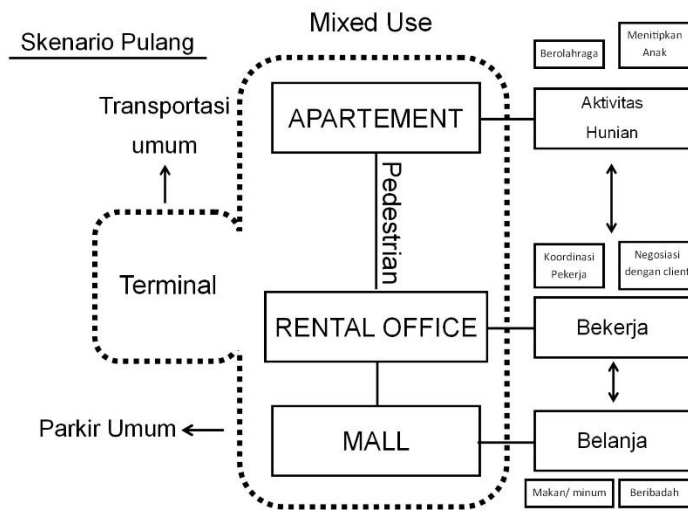 Mixed Use
Skenario Pulang
Berolahraga
Menitipkan
Anak
Transportasi
umum
APARTEMENT
Aktivitas
Hunian
Pedestrian
Terminal
Koordinasi
Pekerja
Negosiasi
dengan client
RENTAL OFFICE
Bekerja
Parkir Umum
MALL
Belanja
Makan/ minum
Beribadah